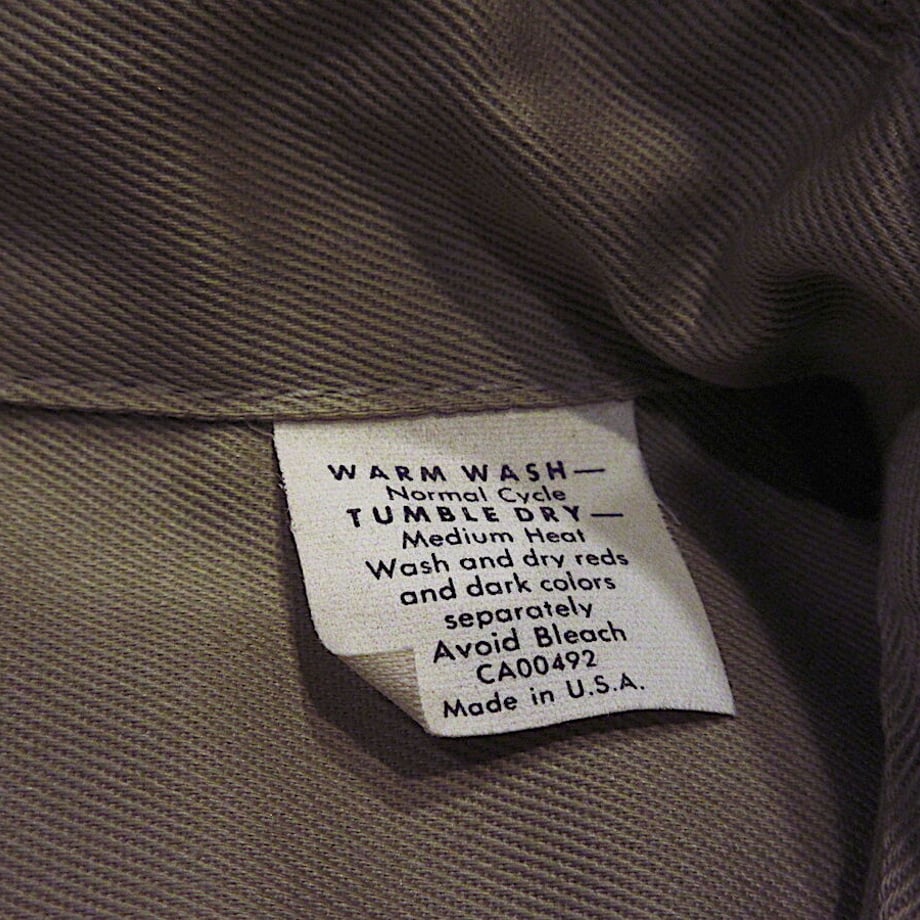 WARM WASH—
Normal Cycle
TUMBLE DRY—
Medium Heat
Wash and dry reds
and dark colors
separately
Avoid Bleach
CA00492
Made in U.S.A.